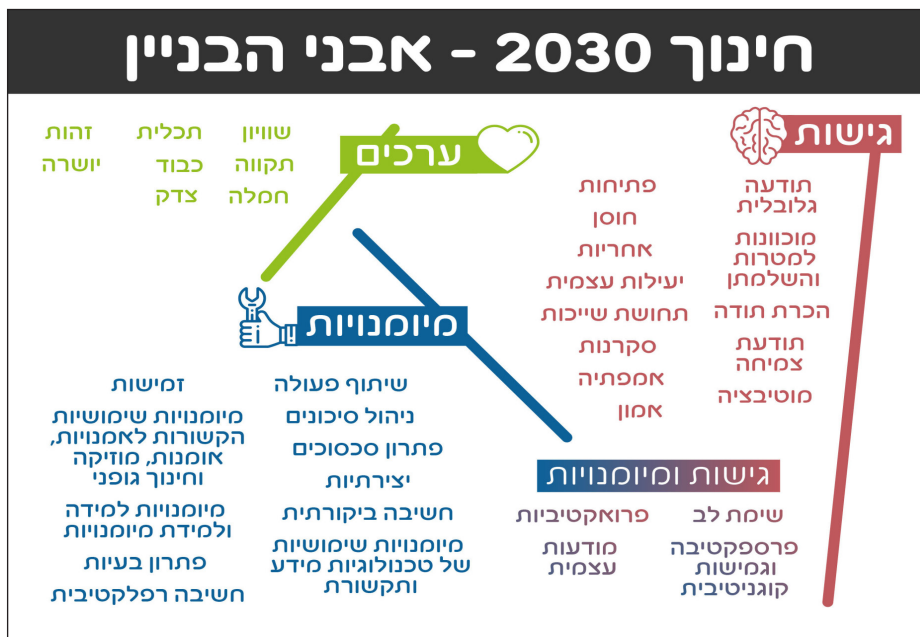 חינוך 2030 - אבני הבניין
גישות
תודעה
גלובלית
מוכוונות
למטרות
והשלמתן
הכרת תודה
תודעת
צמיחה
מוטיבציה
פתיחות
חוסן
אחריות
יעילות עצמית
תחושת שייכות
סקרנות
אמפתיה
אמון
ערכים
שוויון
תקווה
חמלה
תכלית
כבוד
צדק
זהות
יושרה
מיומנויות
שיתוף פעולה
ניהול סיכונים
פתרון סכסוכים
יצירתיות
חשיבה ביקורתית
מיומנויות שימושיות
של טכנולוגיות מידע
ותקשורת
זמישות
מיומנויות שימושיות
הקשורות לאמנויות,
אומנות, מוזיקה
וחינוך גופני
מיומנויות למידה
ולמידת מיומנויות
פתרון בעיות
חשיבה רפלקטיבית
גישות ומיומנויות
שימת לב
פרספקטיבה
וגמישות
קוגניטיבית
פרואקטיביות
מודעות
עצמית